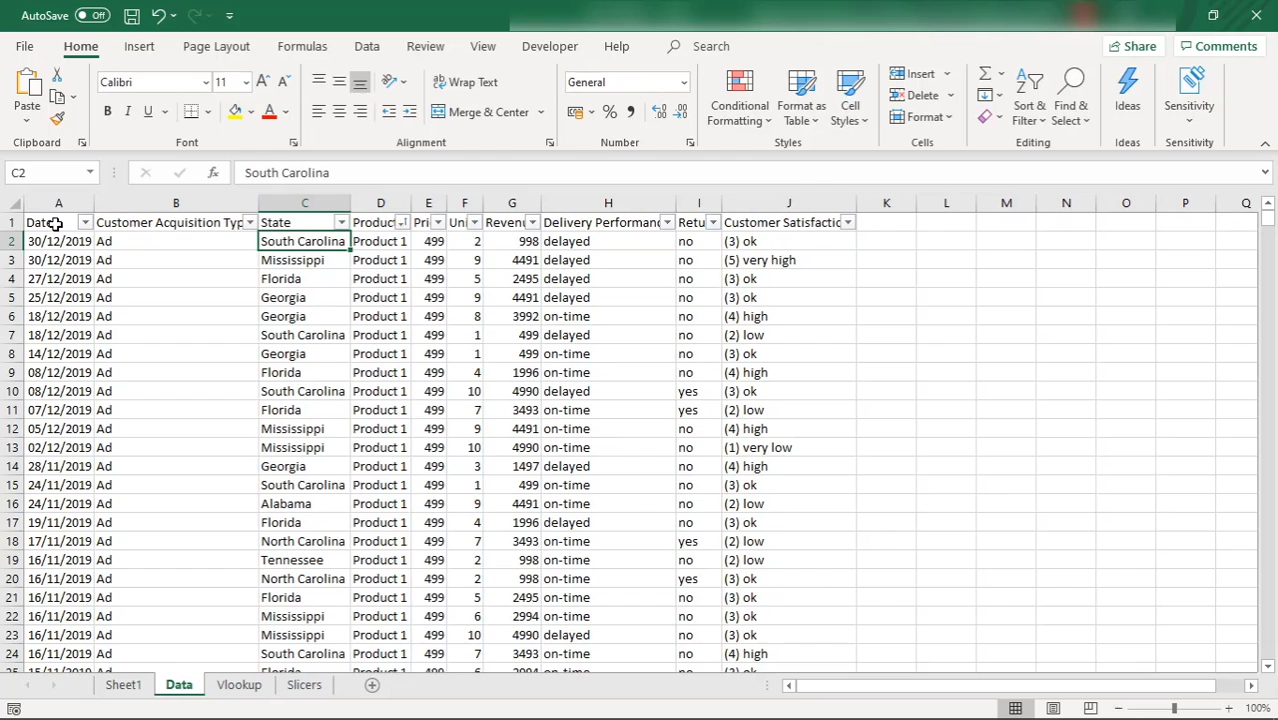 AutoSave Off
File Home Insert Page Layout Formulas Data Review View Developer Help Search Share Comments
Paste Calibri 11 Wrap Text General Conditional Formatting Format as Table Cell Styles Insert Delete Format Sort & Filter Find & Select Ideas Sensitivity
B I U Merge & Center
Clipboard Font Alignment Number Styles Cells Editing Ideas Sensitivity
C2 fx South Carolina
A B C D E F G H I J K L M N O P Q
1 Date Customer Acquisition Typ State Product Pri Uni Revenu Delivery Performanc Retu Customer Satisfactic
2 30/12/2019 Ad South Carolina Product 1 499 2 998 delayed no (3) ok
3 30/12/2019 Ad Mississippi Product 1 499 9 4491 delayed no (5) very high
4 27/12/2019 Ad Florida Product 1 499 5 2495 delayed no (3) ok
5 25/12/2019 Ad Georgia Product 1 499 9 4491 delayed no (3) ok
6 18/12/2019 Ad Georgia Product 1 499 8 3992 on-time no (4) high
7 18/12/2019 Ad South Carolina Product 1 499 1 499 delayed no (2) low
8 14/12/2019 Ad Georgia Product 1 499 1 499 on-time no (3) ok
9 08/12/2019 Ad Florida Product 1 499 4 1996 on-time no (4) high
10 08/12/2019 Ad South Carolina Product 1 499 10 4990 delayed yes (3) ok
11 07/12/2019 Ad Florida Product 1 499 7 3493 on-time yes (2) low
12 05/12/2019 Ad Mississippi Product 1 499 9 4491 on-time no (4) high
13 02/12/2019 Ad Mississippi Product 1 499 10 4990 on-time no (1) very low
14 28/11/2019 Ad Georgia Product 1 499 3 1497 delayed no (4) high
15 24/11/2019 Ad South Carolina Product 1 499 1 499 on-time no (3) ok
16 24/11/2019 Ad Alabama Product 1 499 9 4491 on-time no (2) low
17 19/11/2019 Ad Florida Product 1 499 4 1996 delayed no (3) ok
18 17/11/2019 Ad North Carolina Product 1 499 7 3493 on-time yes (2) low
19 16/11/2019 Ad Tennessee Product 1 499 2 998 on-time no (2) low
20 16/11/2019 Ad North Carolina Product 1 499 2 998 on-time yes (3) ok
21 16/11/2019 Ad Florida Product 1 499 5 2495 on-time no (3) ok
22 16/11/2019 Ad Mississippi Product 1 499 6 2994 on-time no (3) ok
23 16/11/2019 Ad Mississippi Product 1 499 10 4990 delayed no (3) ok
24 16/11/2019 Ad South Carolina Product 1 499 7 3493 on-time no (4) high
25 15/11/2019 Ad Florida Product 1 499 6 2994 on-time no (3) ok
Sheet1 Data Vlookup Slicers
100%